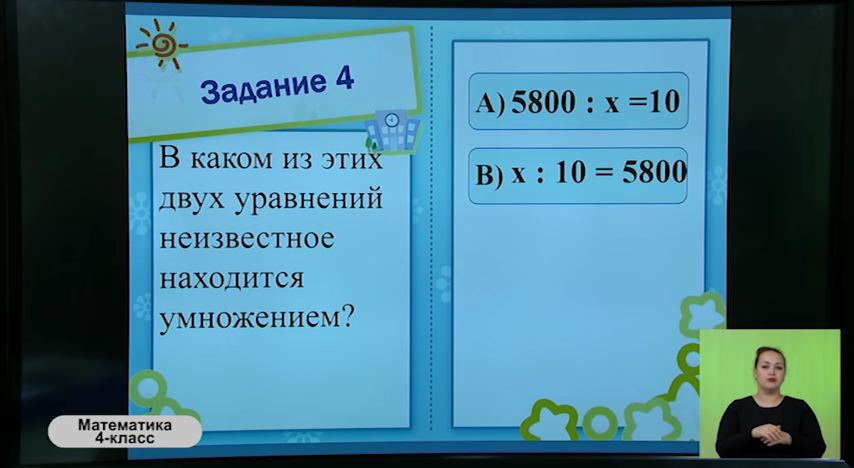 Задание 4
В каком из этих
двух уравнений
неизвестное
находится
умножением?
А) 5800 : х =10
В) х : 10 = 5800
Математика
4-класс